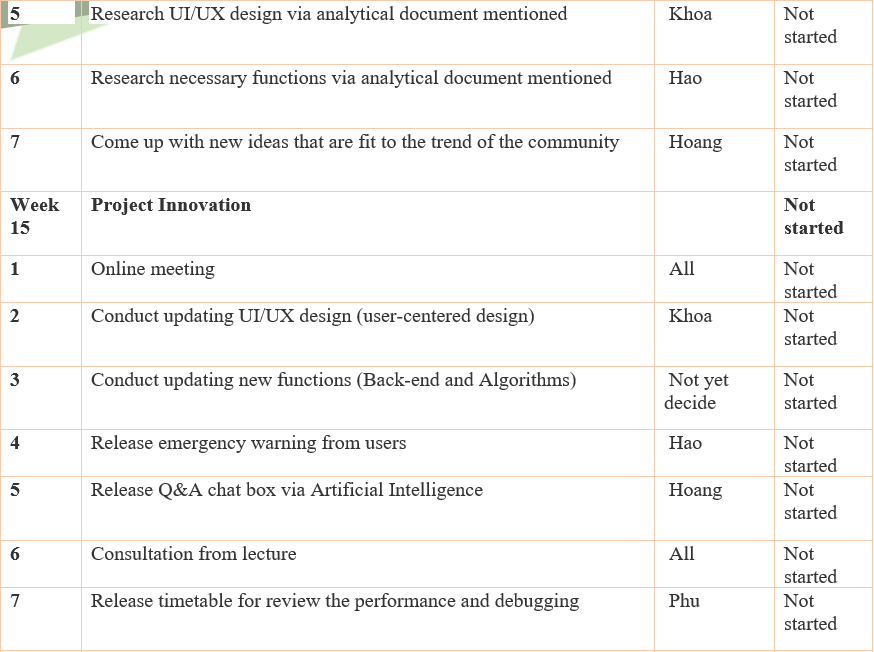 5 Research UI/UX design via analytical document mentioned Khoa Not
started
6 Research necessary functions via analytical document mentioned Hao Not
started
7 Come up with new ideas that are fit to the trend of the community Hoang Not
started
Week Project Innovation Not
15 started
1 Online meeting All Not
started
2 Conduct updating UI/UX design (user-centered design) Khoa Not
started
3 Conduct updating new functions (Back-end and Algorithms) Not yet Not
decide started
4 Release emergency warning from users Hao Not
started
5 Release Q&A chat box via Artificial Intelligence Hoang Not
started
6 Consultation from lecture All Not
started
7 Release timetable for review the performance and debugging Phu Not
started